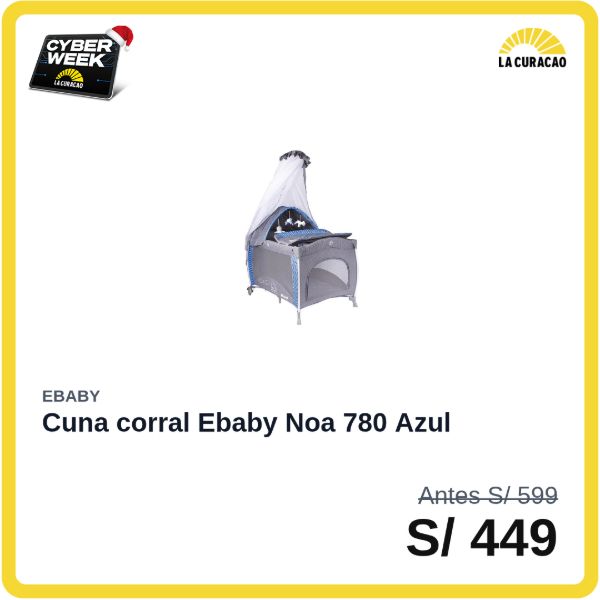 CYBER
WEEK
LA CURACAO
LA CURACAO
EBABY
Cuna corral Ebaby Noa 780 Azul
Antes S/ 599
S/ 449